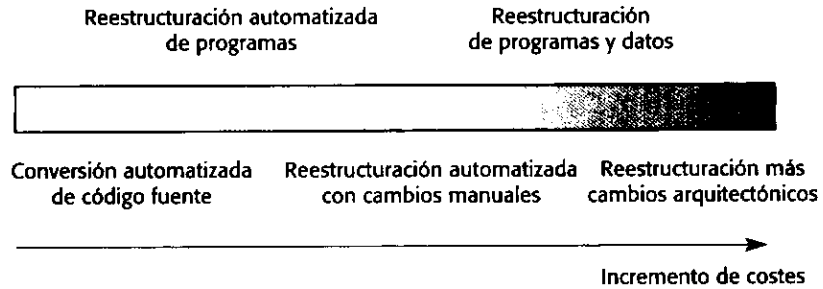 Reestructuración automatizada
de programas
Reestructuración
de programas y datos
Conversión automatizada
de código fuente
Reestructuración automatizada
con cambios manuales
Reestructuración más
cambios arquitectónicos
Incremento de costes